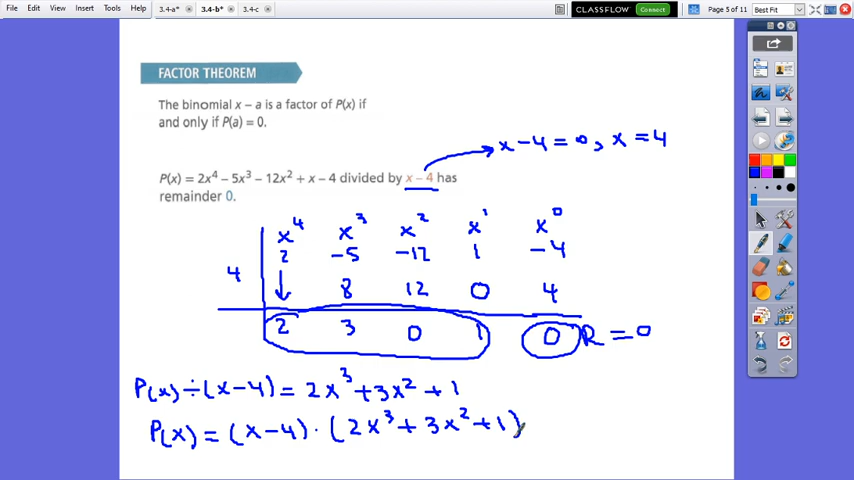 File Edit View Insert Tools Help 3.4-a* 3.4-b* 3.4-c CLASSFLOW Connect Page 5 of 11 Best Fit
4
FACTOR THEOREM
The binomial x − a is a factor of P(x) if
and only if P(a) = 0.
x−4=0, x=4
P(x) = 2x⁴ − 5x³ − 12x² + x − 4 divided by x − 4 has
remainder 0.
x⁴ x³ x² x¹ x⁰
2 −5 −12 1 −4
4
8 12 0 4
2 3 0 1 0 R=0
P(x)÷(x−4)=2x³+3x²+1
P(x)=(x−4)·(2x³+3x²+1)